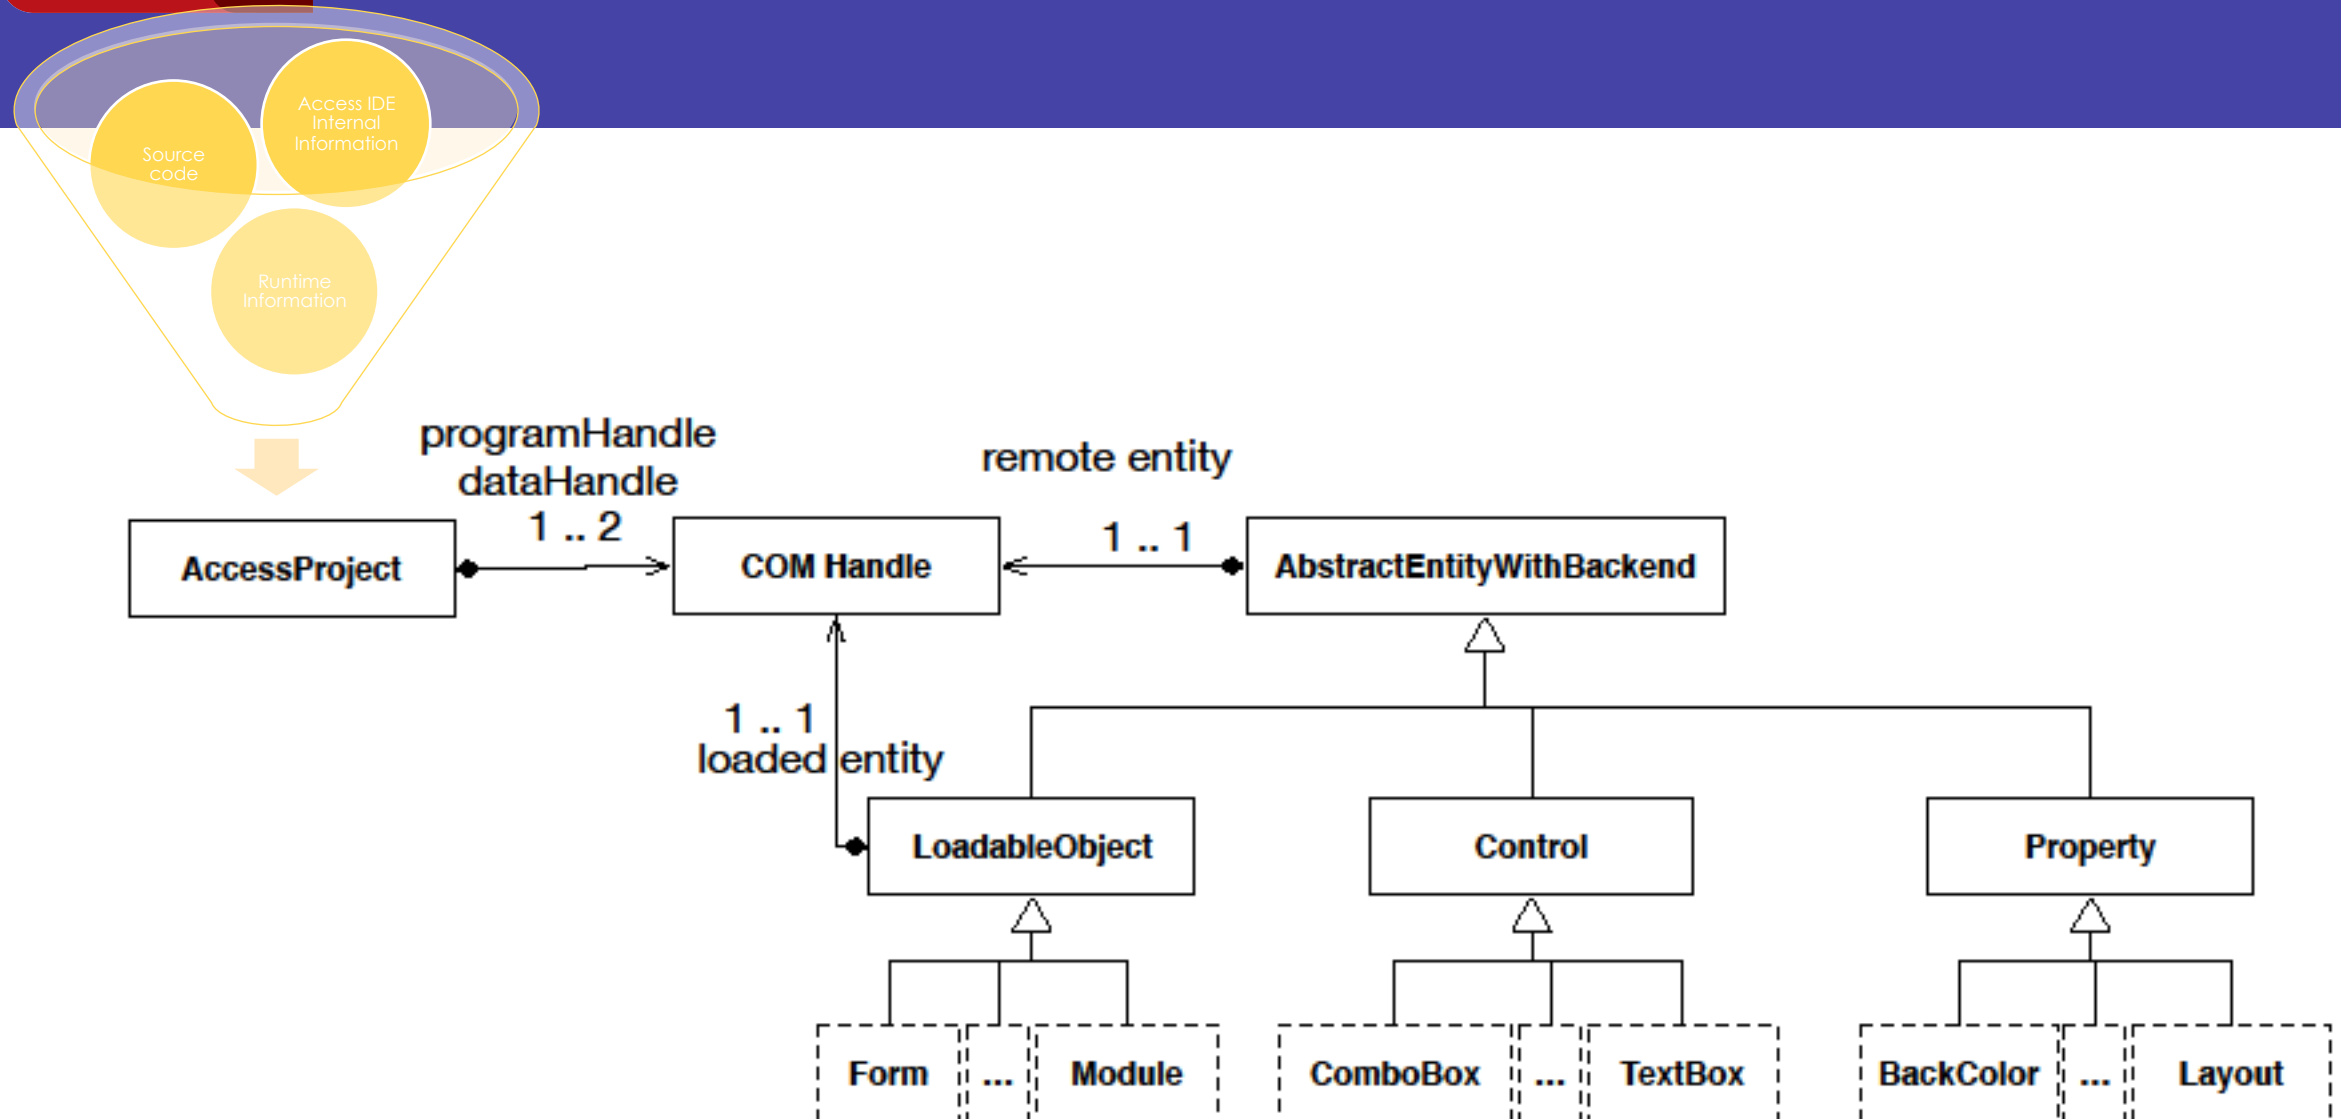 Access IDE
Internal
Information
Source
code
Runtime
Information
programHandle
dataHandle
1 .. 2
remote entity
1 .. 1
AccessProject
COM Handle
AbstractEntityWithBackend
1 .. 1
loaded entity
LoadableObject
Control
Property
Form
...
Module
ComboBox
...
TextBox
BackColor
...
Layout